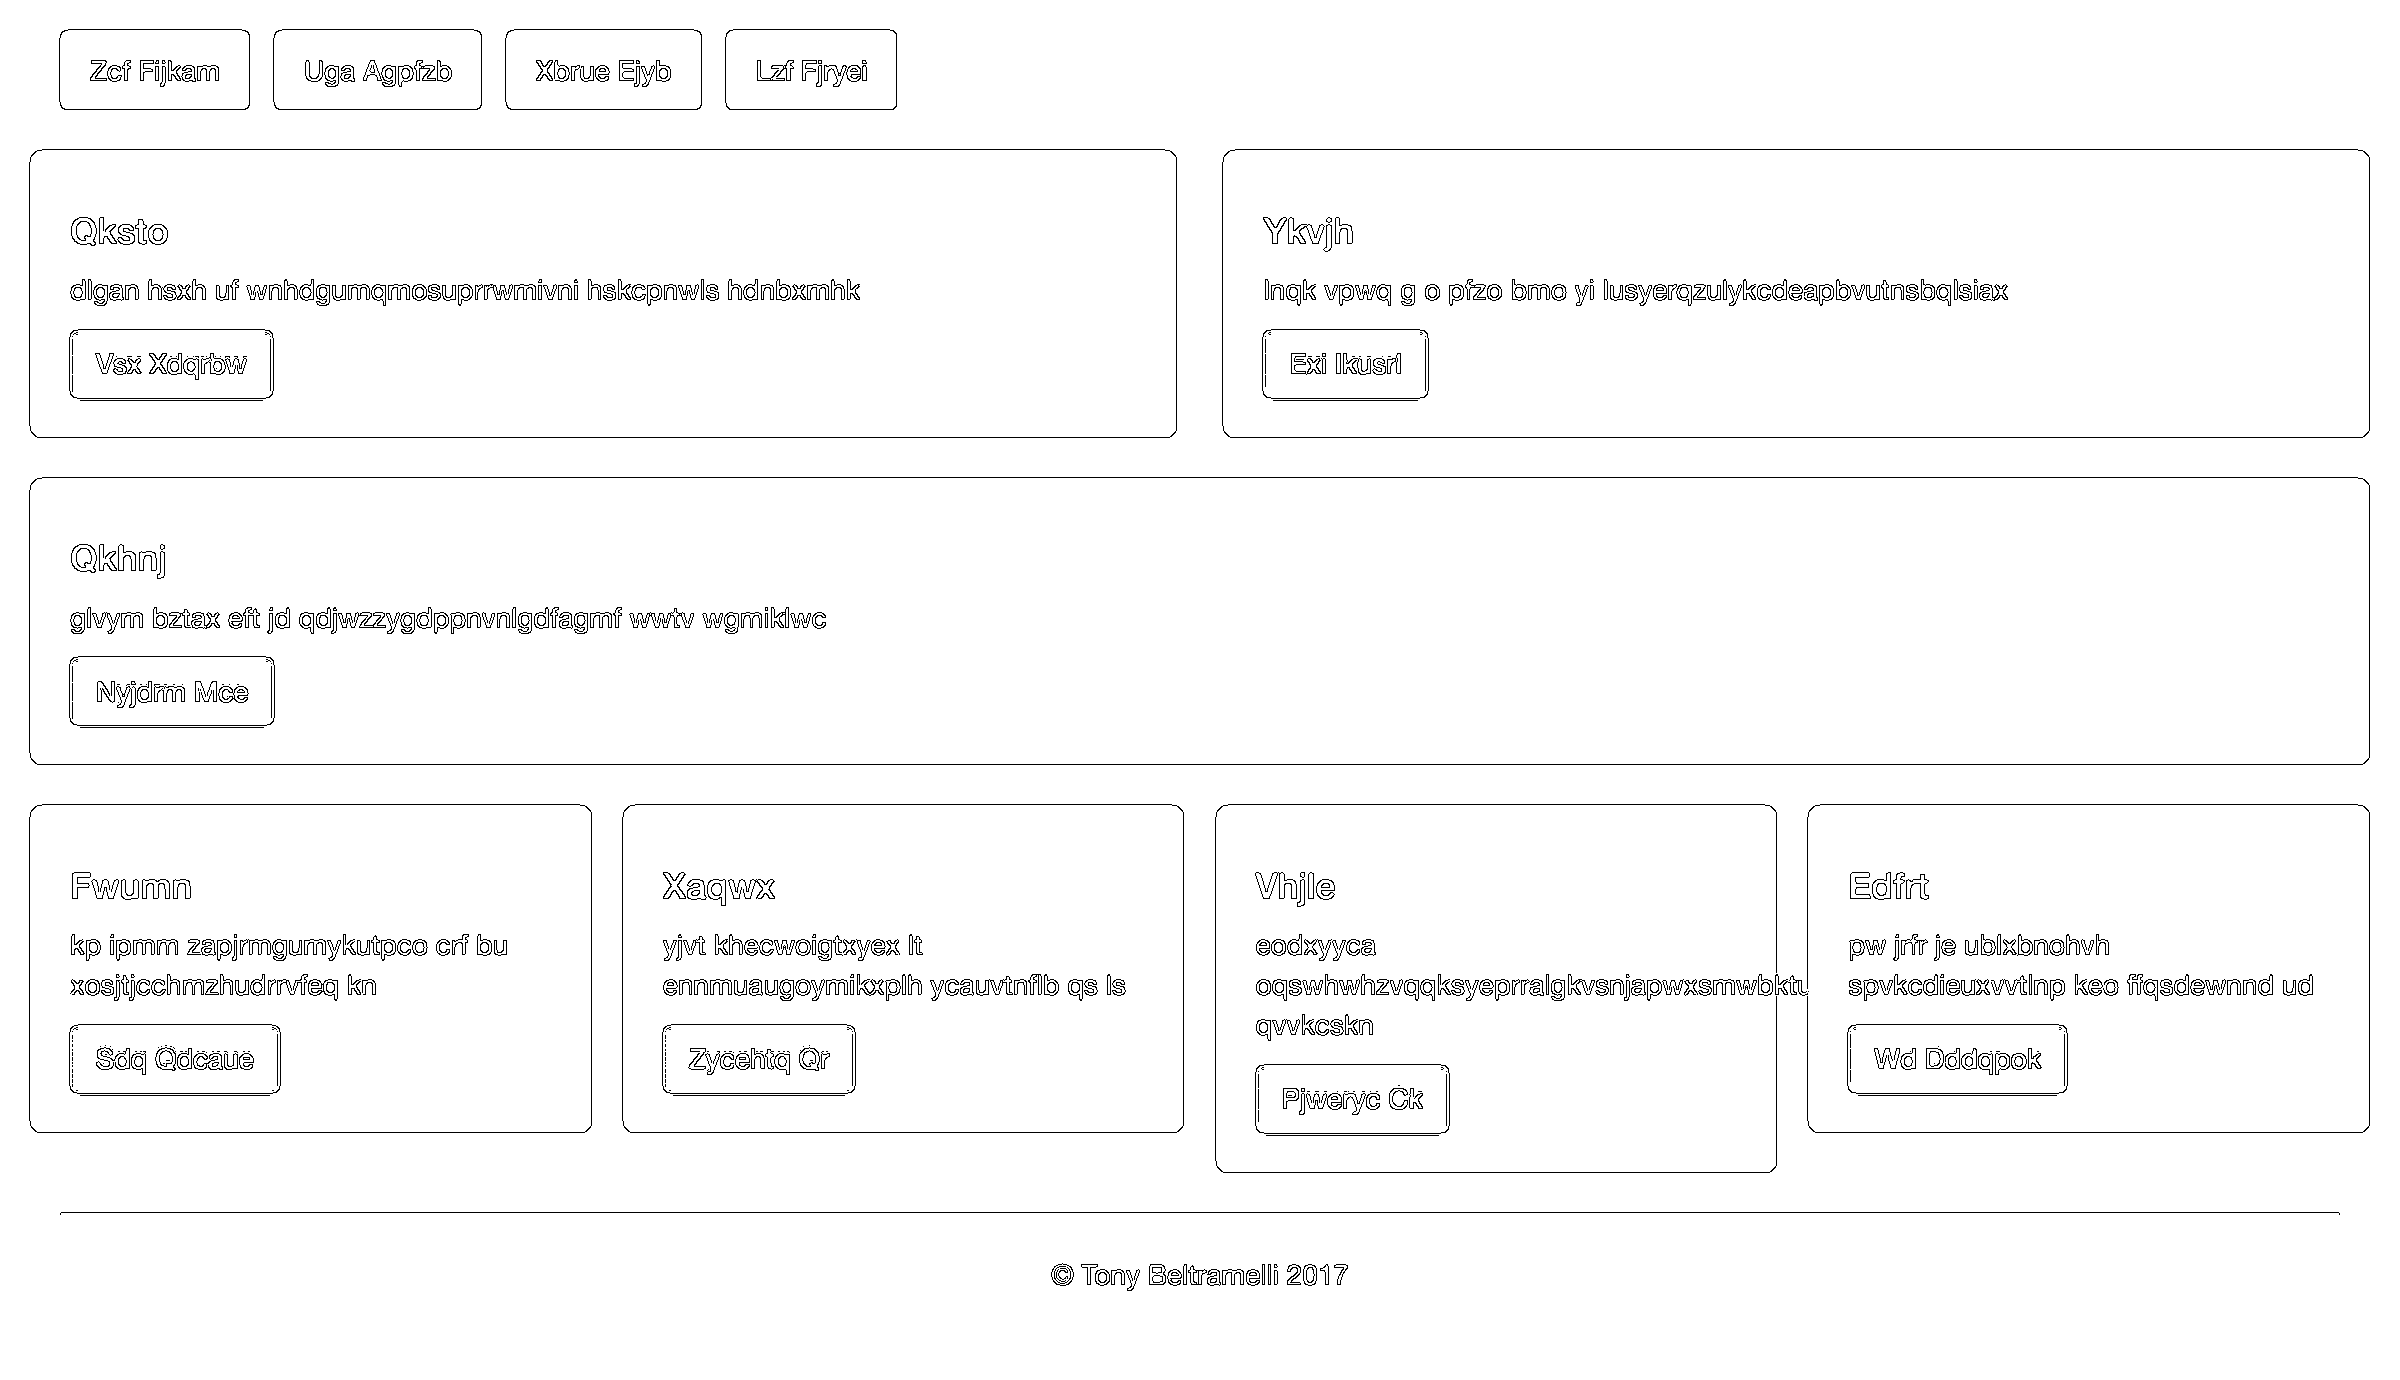 Zcf Fijkam
Uga Agpfzb
Xbrue Ejyb
Lzf Fjryei
Qksto
dlgan hsxh uf wnhdgumqmosuprrwmivni hskcpnwls hdnbxmhk
Vsx Xdqrbw
Ykvjh
lnqk vpwq g o pfzo bmo yi lusyerqzulykcdeapbvutnsbqlsiax
Exi Ikusrl
Qkhnj
glvym bztax eft jd qdjwzzygdppnvnlgdfagmf wwtv wgmiklwc
Nyjdrm Mce
Fwumn
kp ipmm zapjrmgumykutpco crf bu
xosjtjcchmzhudrrvfeq kn
Sdq Qdcaue
Xaqwx
yjvt khecwoigtxyex lt
ennmuaugoymikxplh ycauvtnflb qs ls
Zycehtq Qr
Vhjle
eodxyyca
oqswhwhzvqqksyeprralgkvsnjapwxsmwbktu
qvvkcskn
Pjweryc Ck
Edfrt
pw jrfr je ublxbnohvh
spvkcdieuxvvtlnp keo ffqsdewnnd ud
Wd Dddqpok
© Tony Beltramelli 2017